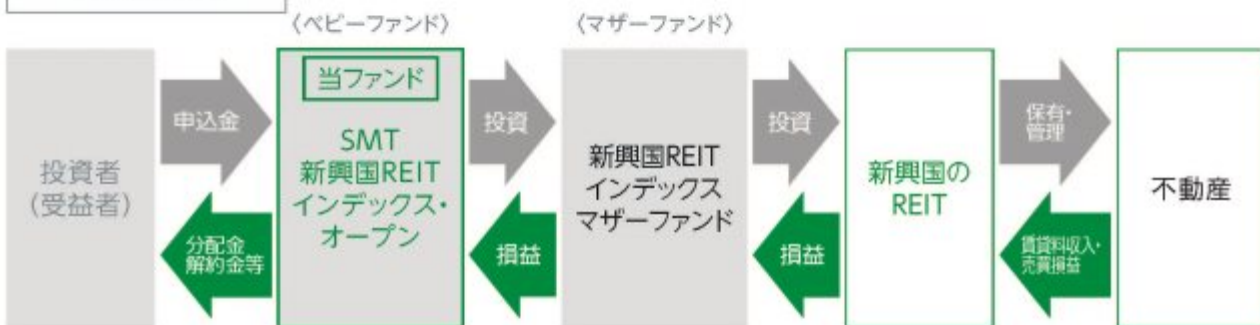 〈ベビーファンド〉
〈マザーファンド〉
投資者
(受益者)
申込金
分配金
解約金等
当ファンド
SMT
新興国REIT
インデックス・
オープン
投資
損益
新興国REIT
インデックス
マザーファンド
投資
損益
新興国の
REIT
保有・
管理
賃貸料収入・
売買損益
不動産